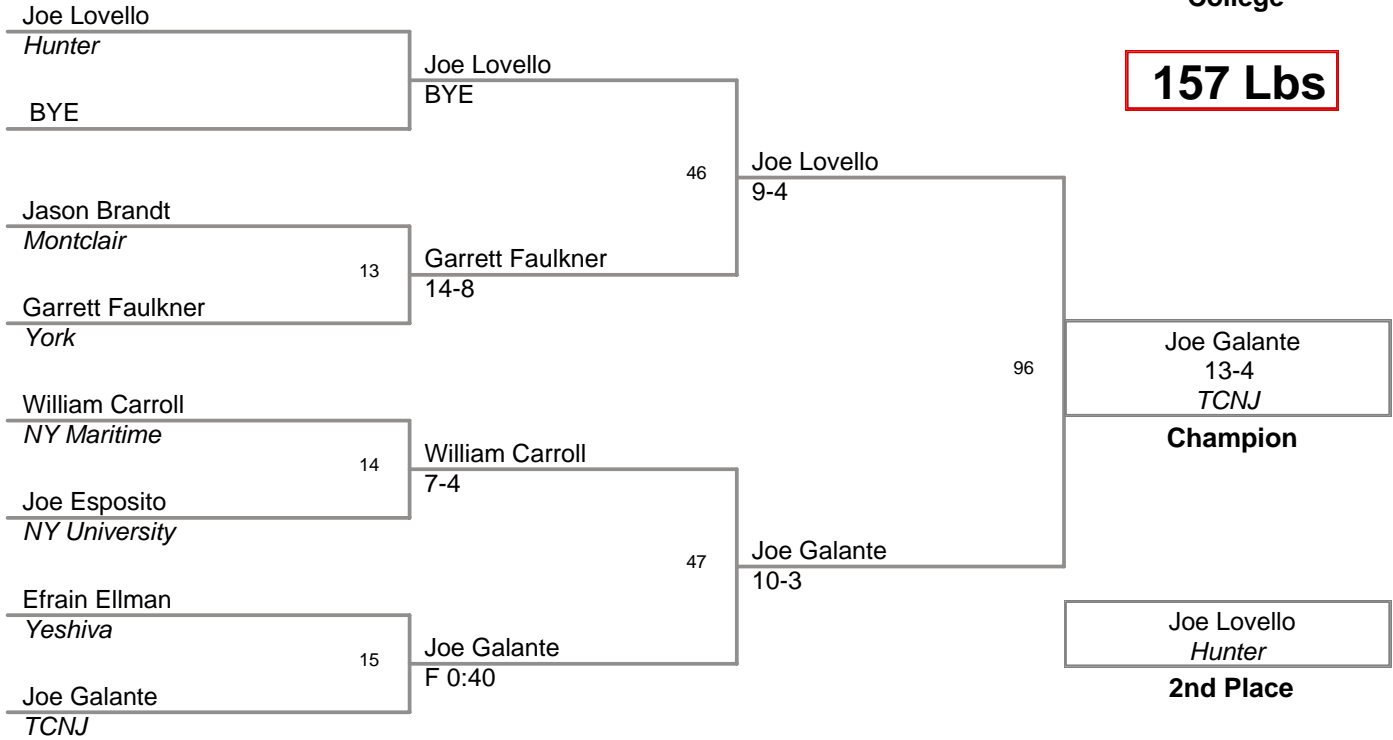 College
157 Lbs
Joe Lovello
Hunter
BYE
Jason Brandt
Montclair
13
Garrett Faulkner
York
William Carroll
NY Maritime
14
Joe Esposito
NY University
Efrain Ellman
Yeshiva
15
Joe Galante
TCNJ
Joe Lovello
BYE
46
Garrett Faulkner
14-8
William Carroll
7-4
47
Joe Galante
F 0:40
Joe Lovello
9-4
96
Joe Galante
10-3
Joe Galante
13-4
TCNJ
Champion
Joe Lovello
Hunter
2nd Place